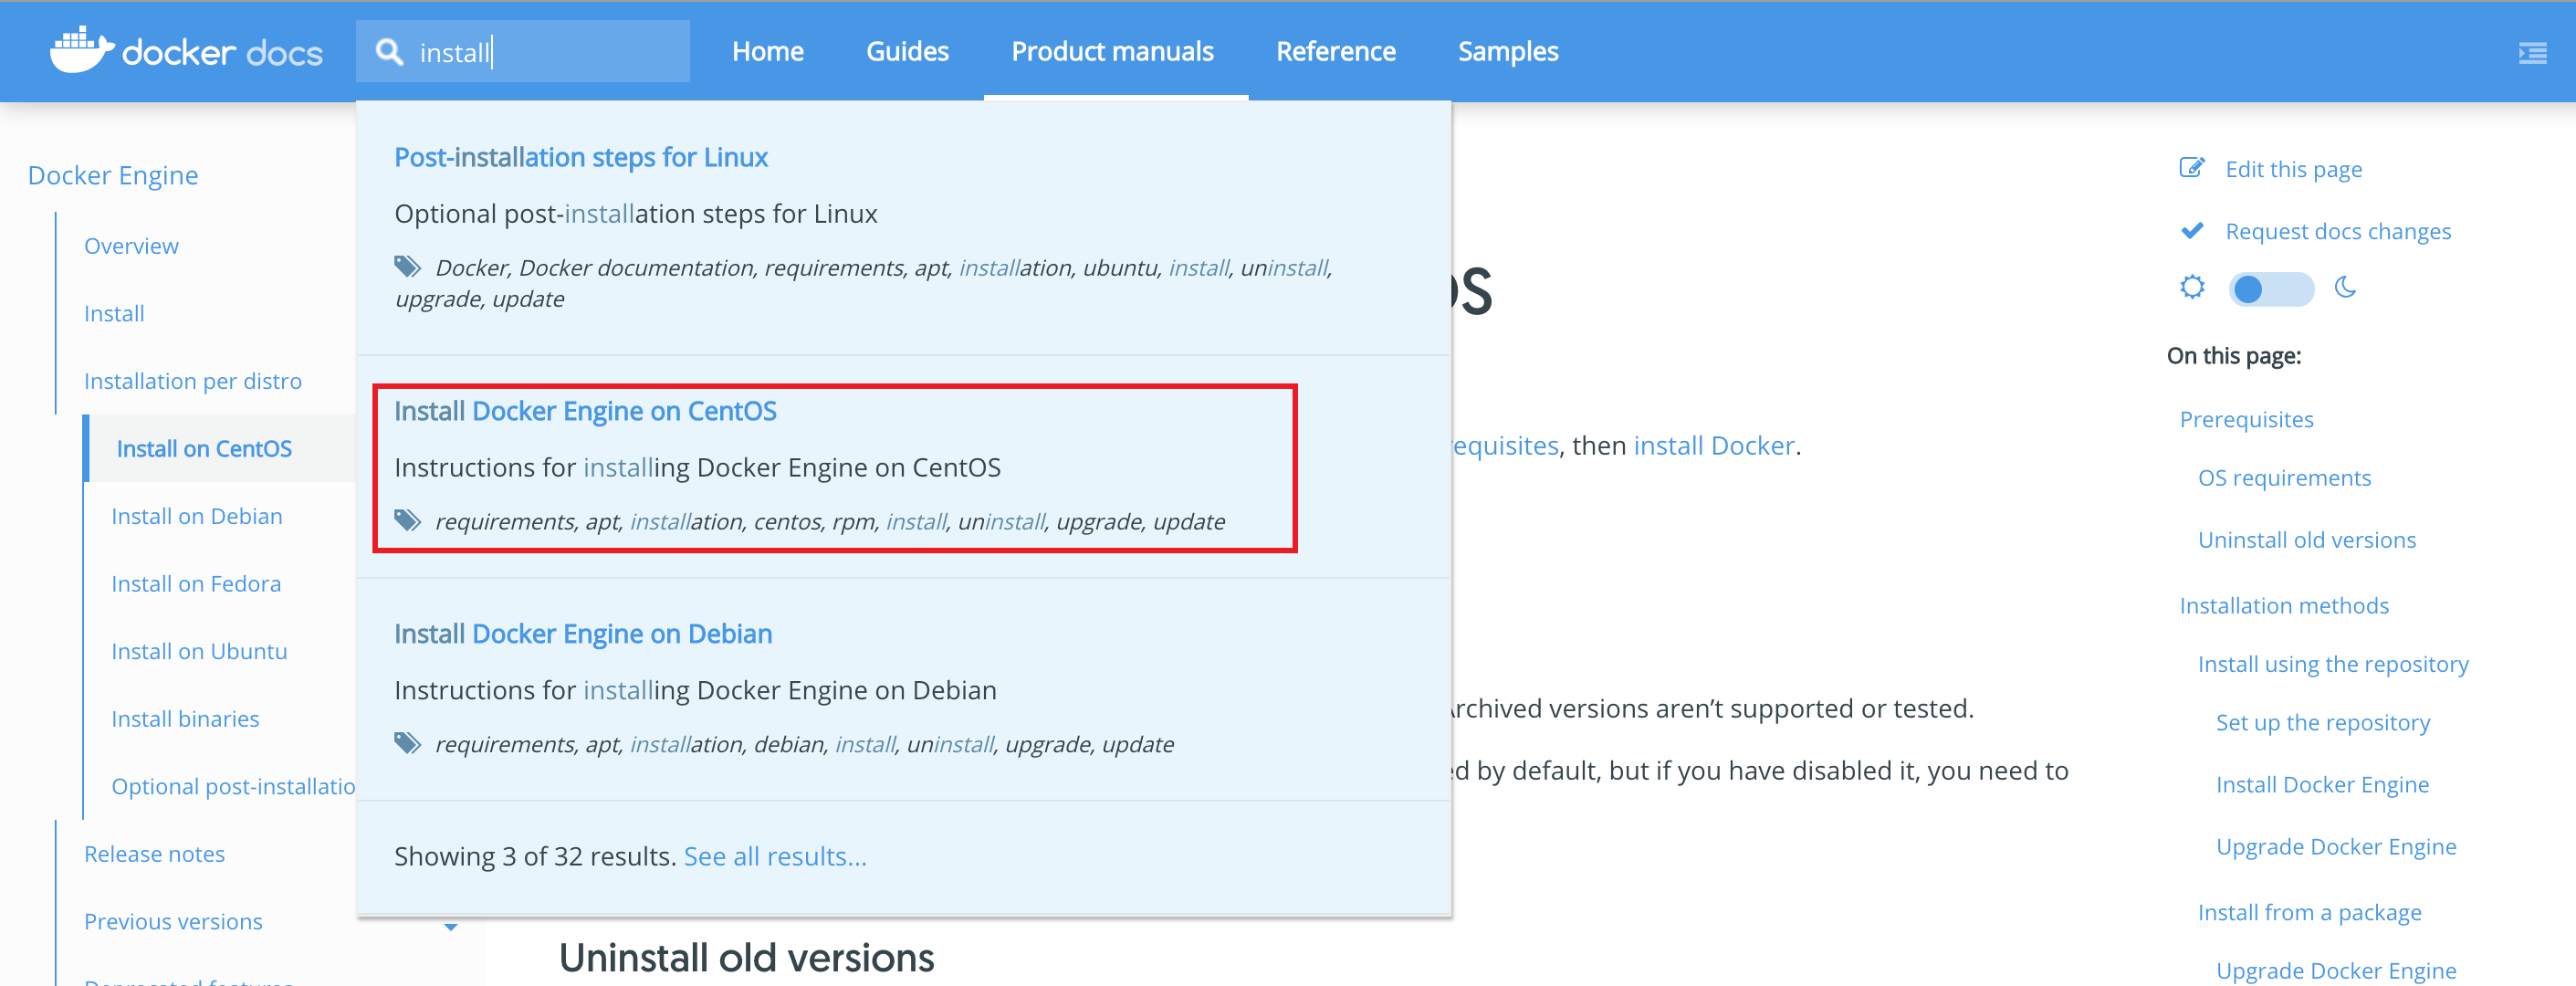 docker docs
install
Home
Guides
Product manuals
Reference
Samples
Docker Engine
Overview
Install
Installation per distro
Install on CentOS
Install on Debian
Install on Fedora
Install on Ubuntu
Install binaries
Optional post-installatio
Release notes
Previous versions
Post-installation steps for Linux
Optional post-installation steps for Linux
Docker, Docker documentation, requirements, apt, installation, ubuntu, install, uninstall,
upgrade, update
Install Docker Engine on CentOS
Instructions for installing Docker Engine on CentOS
requirements, apt, installation, centos, rpm, install, uninstall, upgrade, update
Install Docker Engine on Debian
Instructions for installing Docker Engine on Debian
requirements, apt, installation, debian, install, uninstall, upgrade, update
Showing 3 of 32 results. See all results...
OS
equisites, then install Docker.
Archived versions aren't supported or tested.
ed by default, but if you have disabled it, you need to
Uninstall old versions
Edit this page
Request docs changes
On this page:
Prerequisites
OS requirements
Uninstall old versions
Installation methods
Install using the repository
Set up the repository
Install Docker Engine
Upgrade Docker Engine
Install from a package
Upgrade Docker Engine